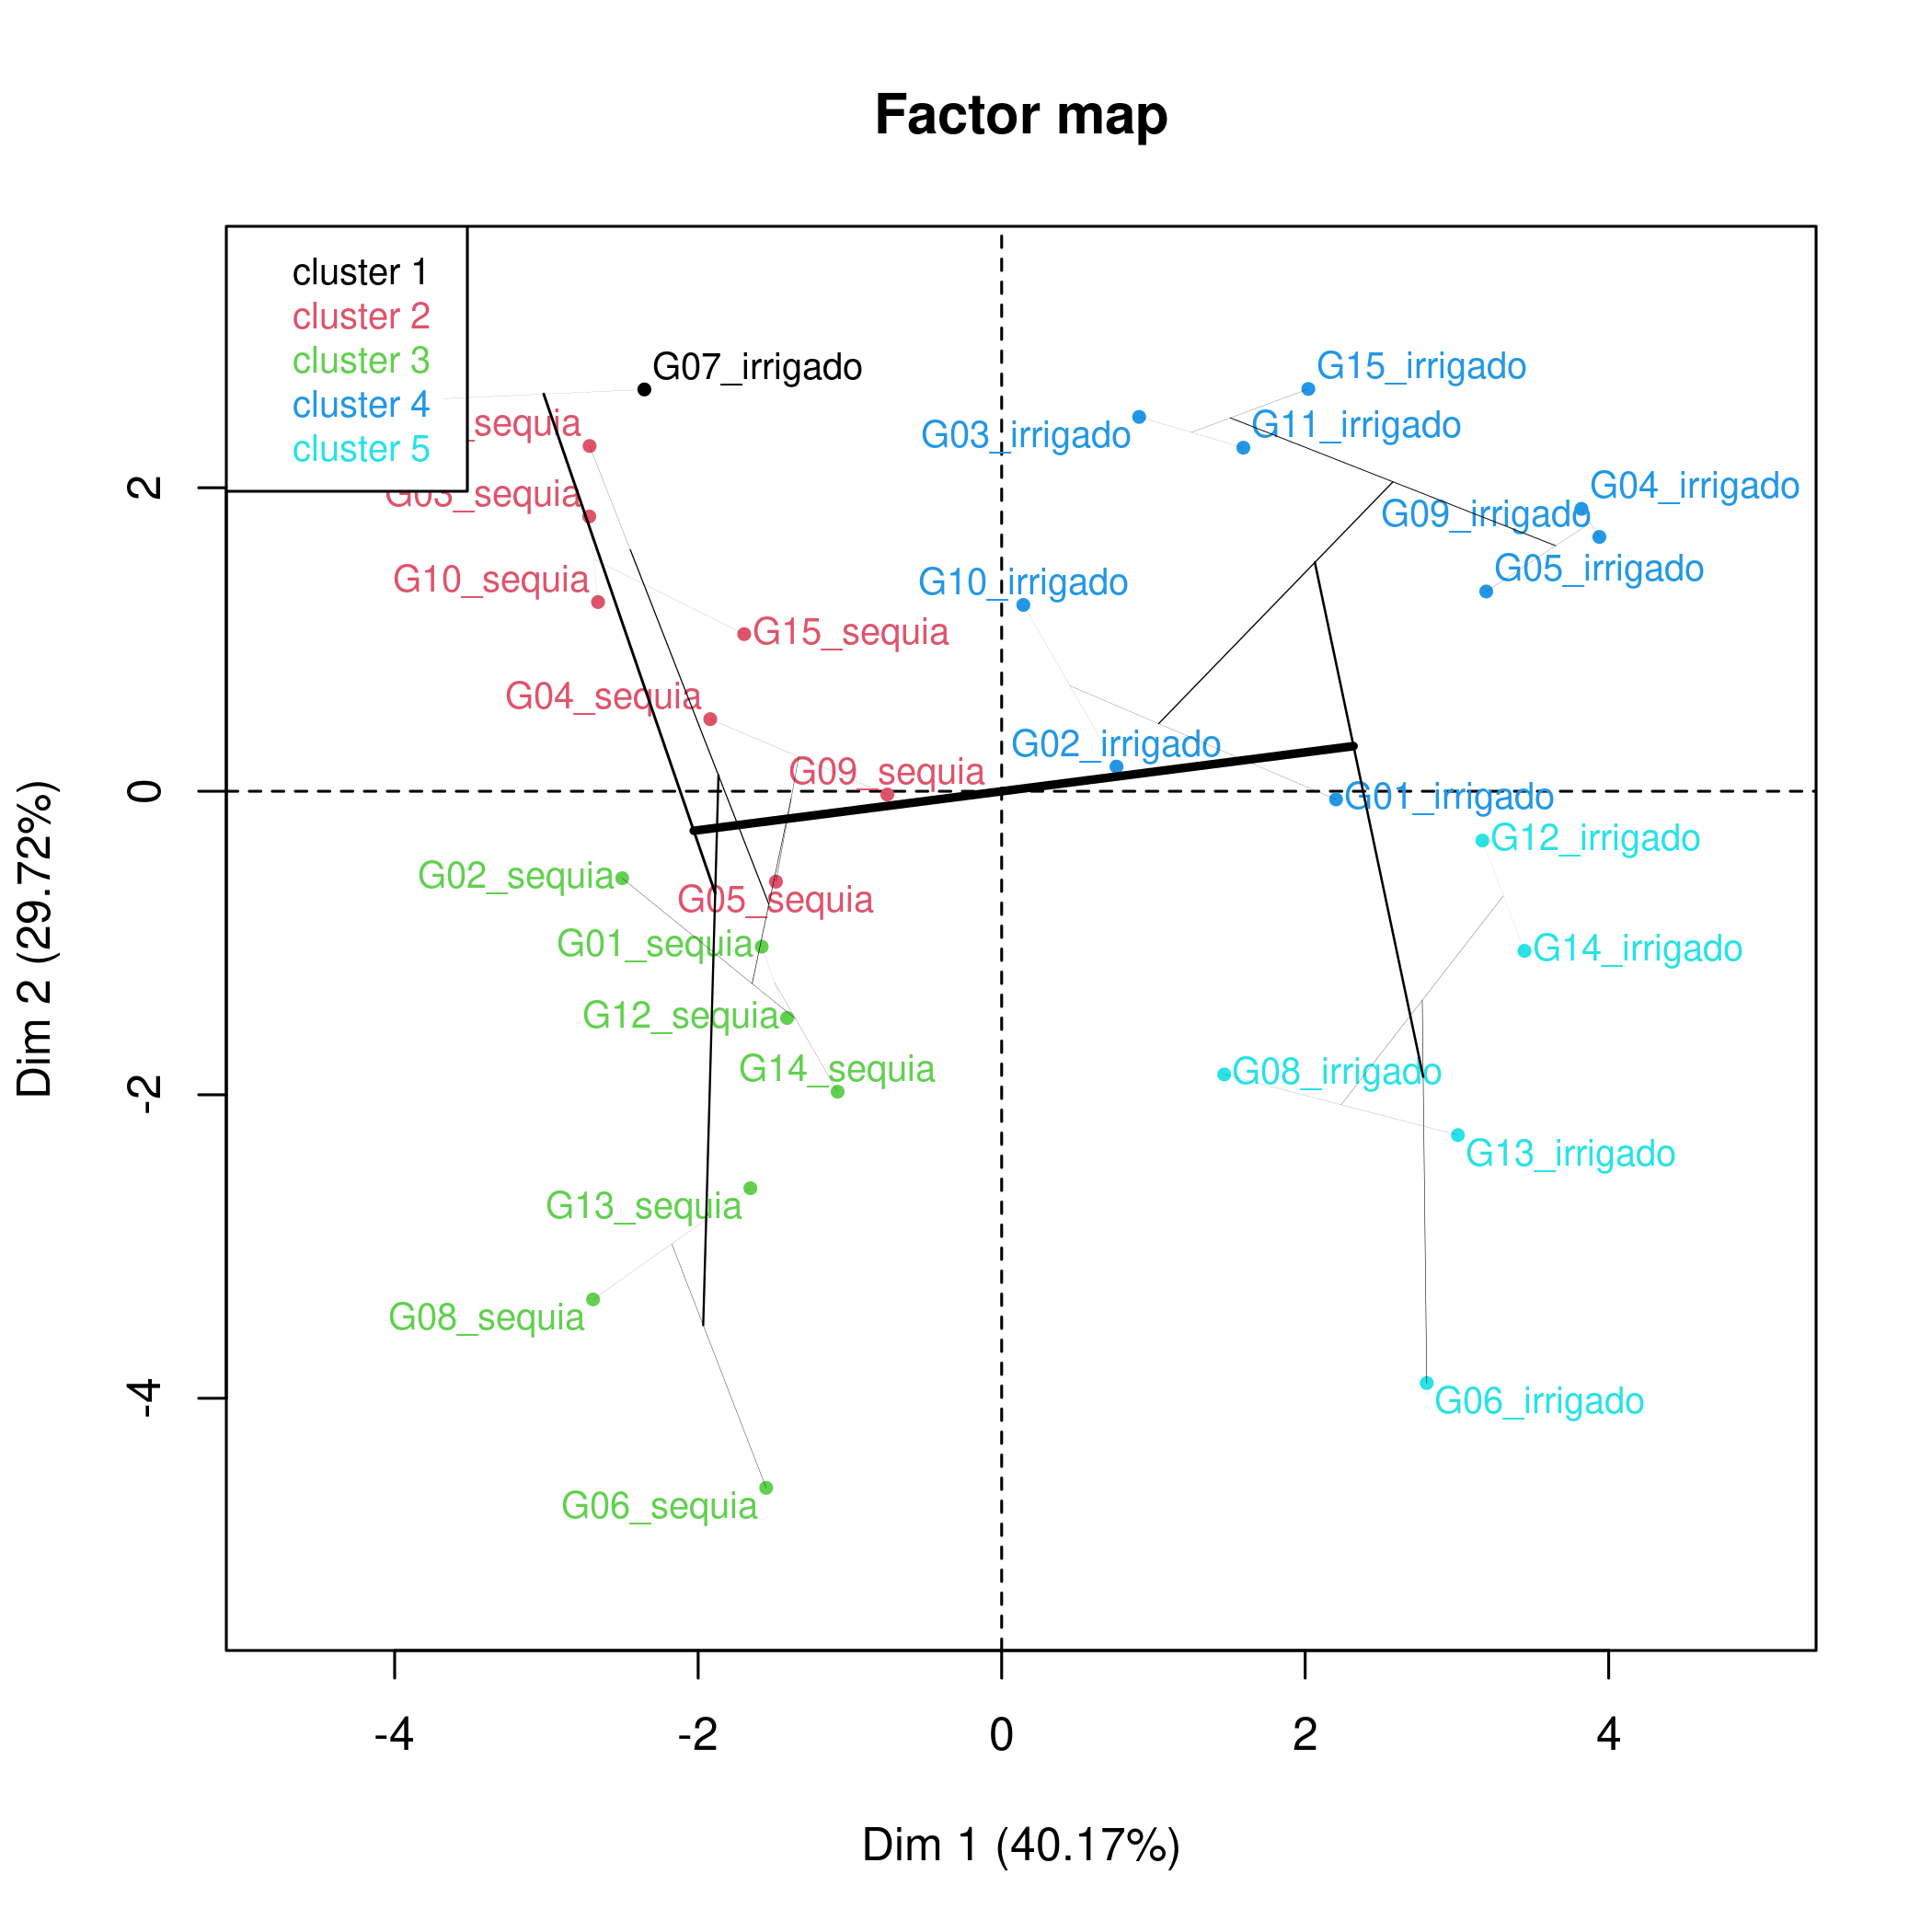 Factor map
cluster 1
cluster 2
cluster 3
cluster 4
cluster 5
G07_irrigado
G15_irrigado
_sequia
G03_irrigado
G11_irrigado
G03_sequia
G04_irrigado
G09_irrigado
G10_sequia
G10_irrigado
G05_irrigado
G15_sequia
G04_sequia
G02_irrigado
G09_sequia
G01_irrigado
G12_irrigado
G02_sequia
G05_sequia
G01_sequia
G14_irrigado
G12_sequia
G14_sequia
G08_irrigado
G13_irrigado
G13_sequia
G08_sequia
G06_irrigado
G06_sequia
2
0
-2
-4
Dim 2 (29.72%)
-4
-2
0
2
4
Dim 1 (40.17%)